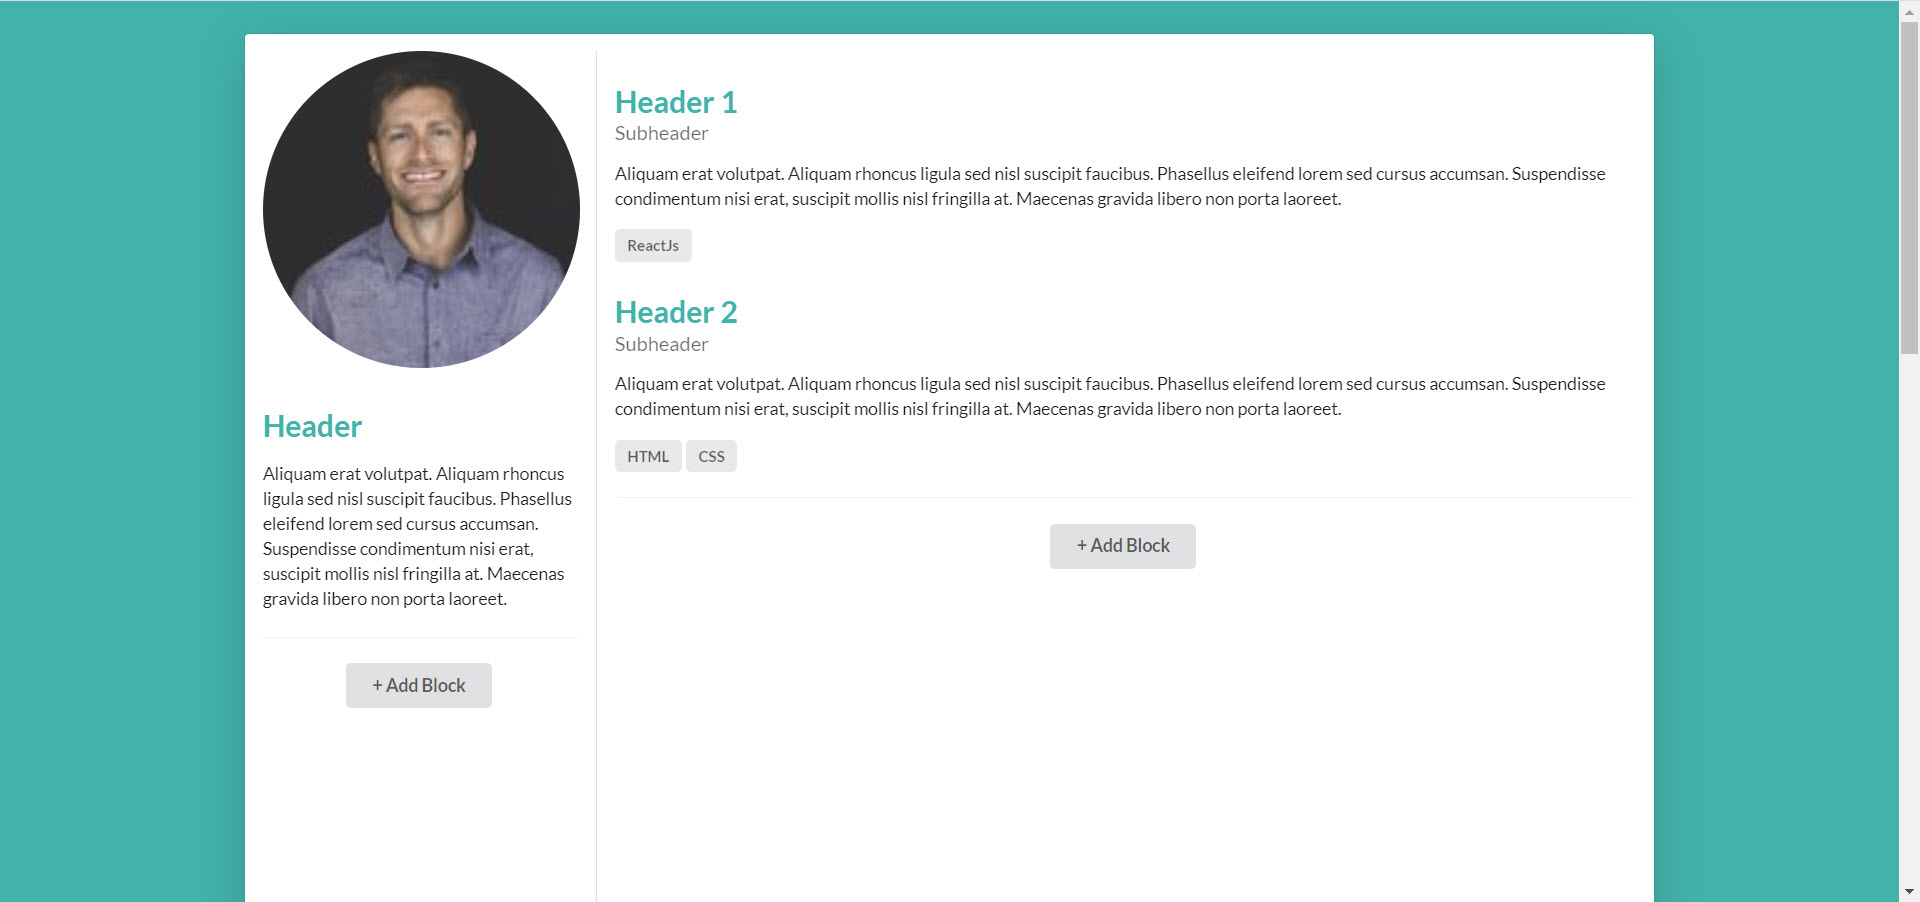 Header
Aliquam erat volutpat. Aliquam rhoncus
ligula sed nisl suscipit faucibus. Phasellus
eleifend lorem sed cursus accumsan.
Suspendisse condimentum nisi erat,
suscipit mollis nisl fringilla at. Maecenas
gravida libero non porta laoreet.
+ Add Block
Header 1
Subheader
Aliquam erat volutpat. Aliquam rhoncus ligula sed nisl suscipit faucibus. Phasellus eleifend lorem sed cursus accumsan. Suspendisse
condimentum nisi erat, suscipit mollis nisl fringilla at. Maecenas gravida libero non porta laoreet.
ReactJs
Header 2
Subheader
Aliquam erat volutpat. Aliquam rhoncus ligula sed nisl suscipit faucibus. Phasellus eleifend lorem sed cursus accumsan. Suspendisse
condimentum nisi erat, suscipit mollis nisl fringilla at. Maecenas gravida libero non porta laoreet.
HTML CSS
+ Add Block